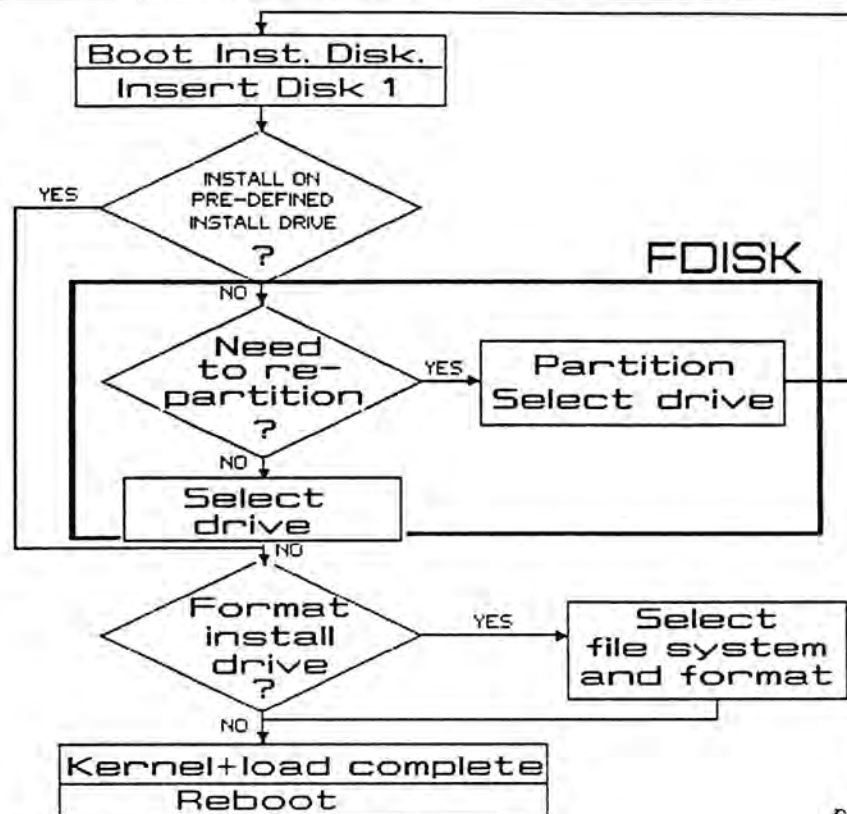 Boot Inst. Disk.
Insert Disk 1
YES
INSTALL ON
PRE-DEFINED
INSTALL DRIVE
?
FDISK
NO
Need
to re-
partition
?
YES
Partition
Select drive
NO
Select
drive
NO
Format
install
drive
?
YES
Select
file system
and format
NO
Kernel+load complete
Reboot